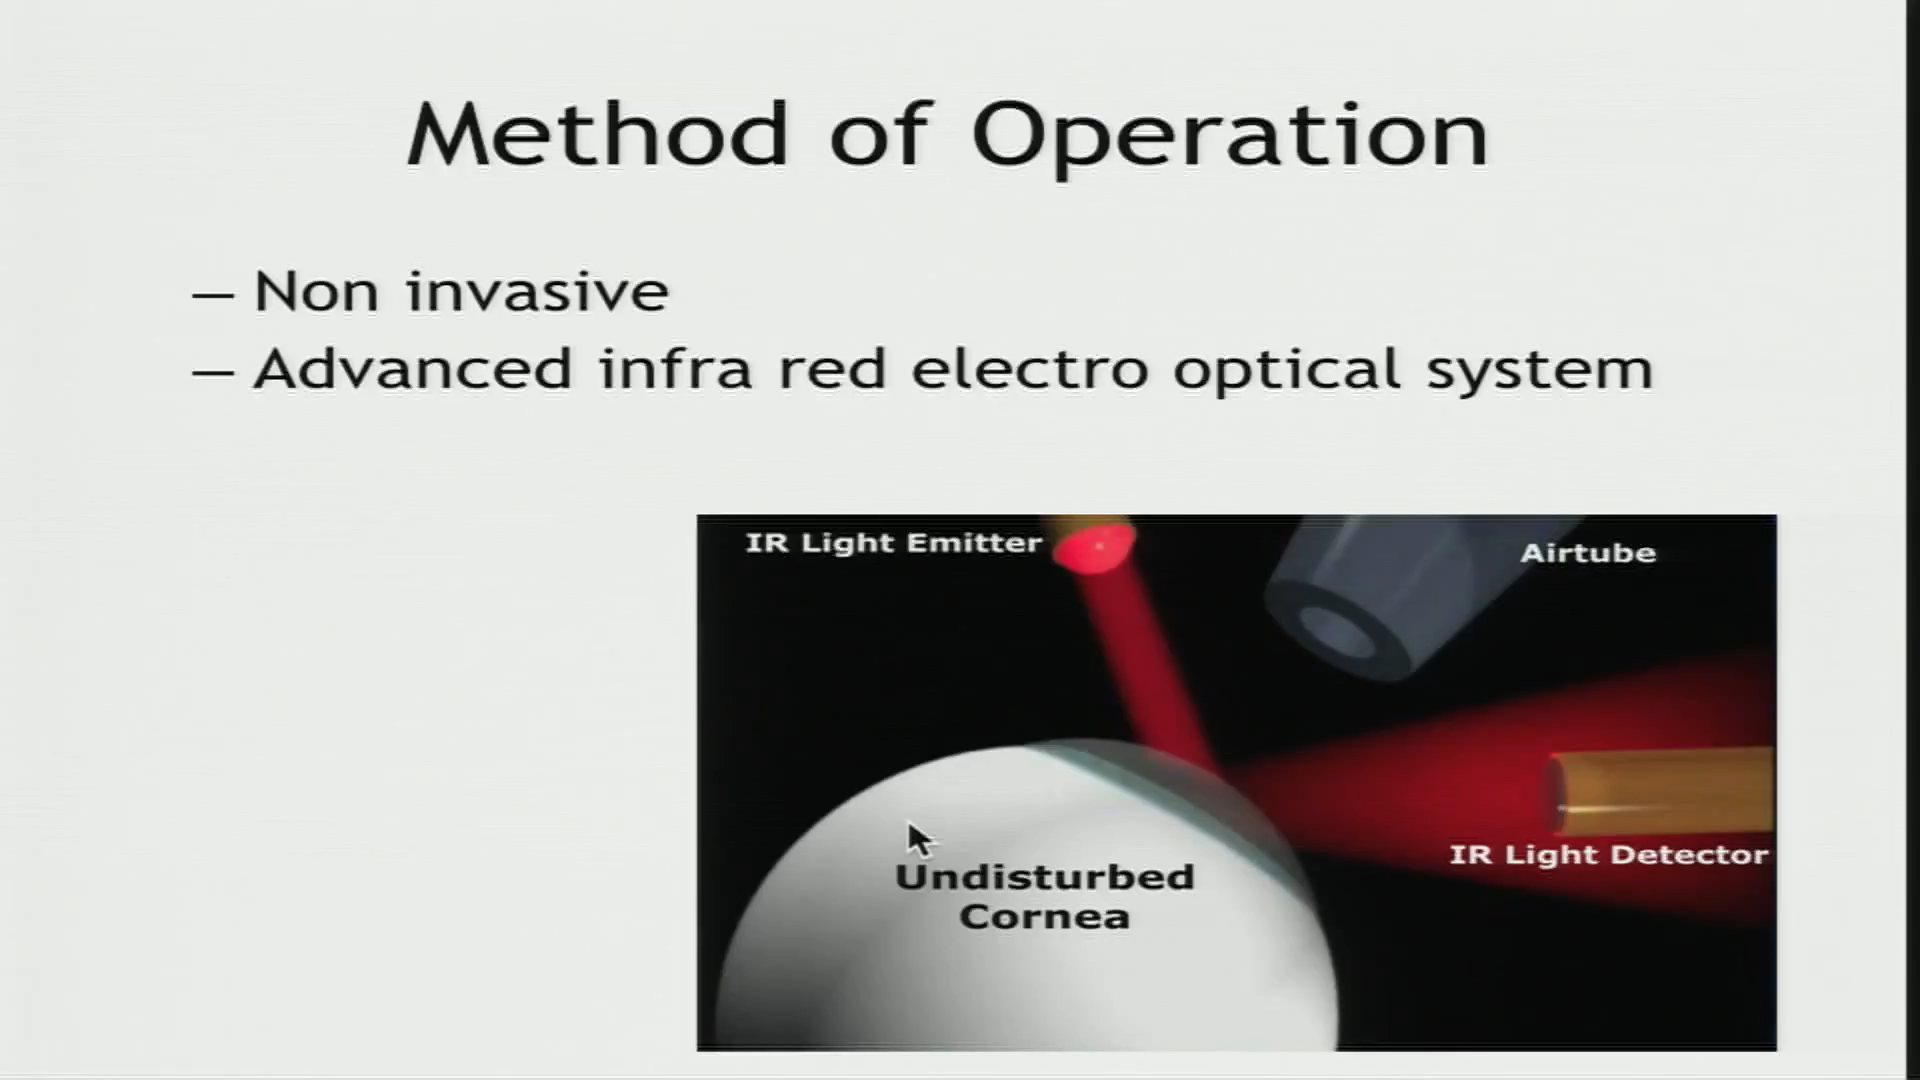 Method of Operation
– Non invasive
– Advanced infra red electro optical system
IR Light Emitter
Airtube
IR Light Detector
Undisturbed
Cornea